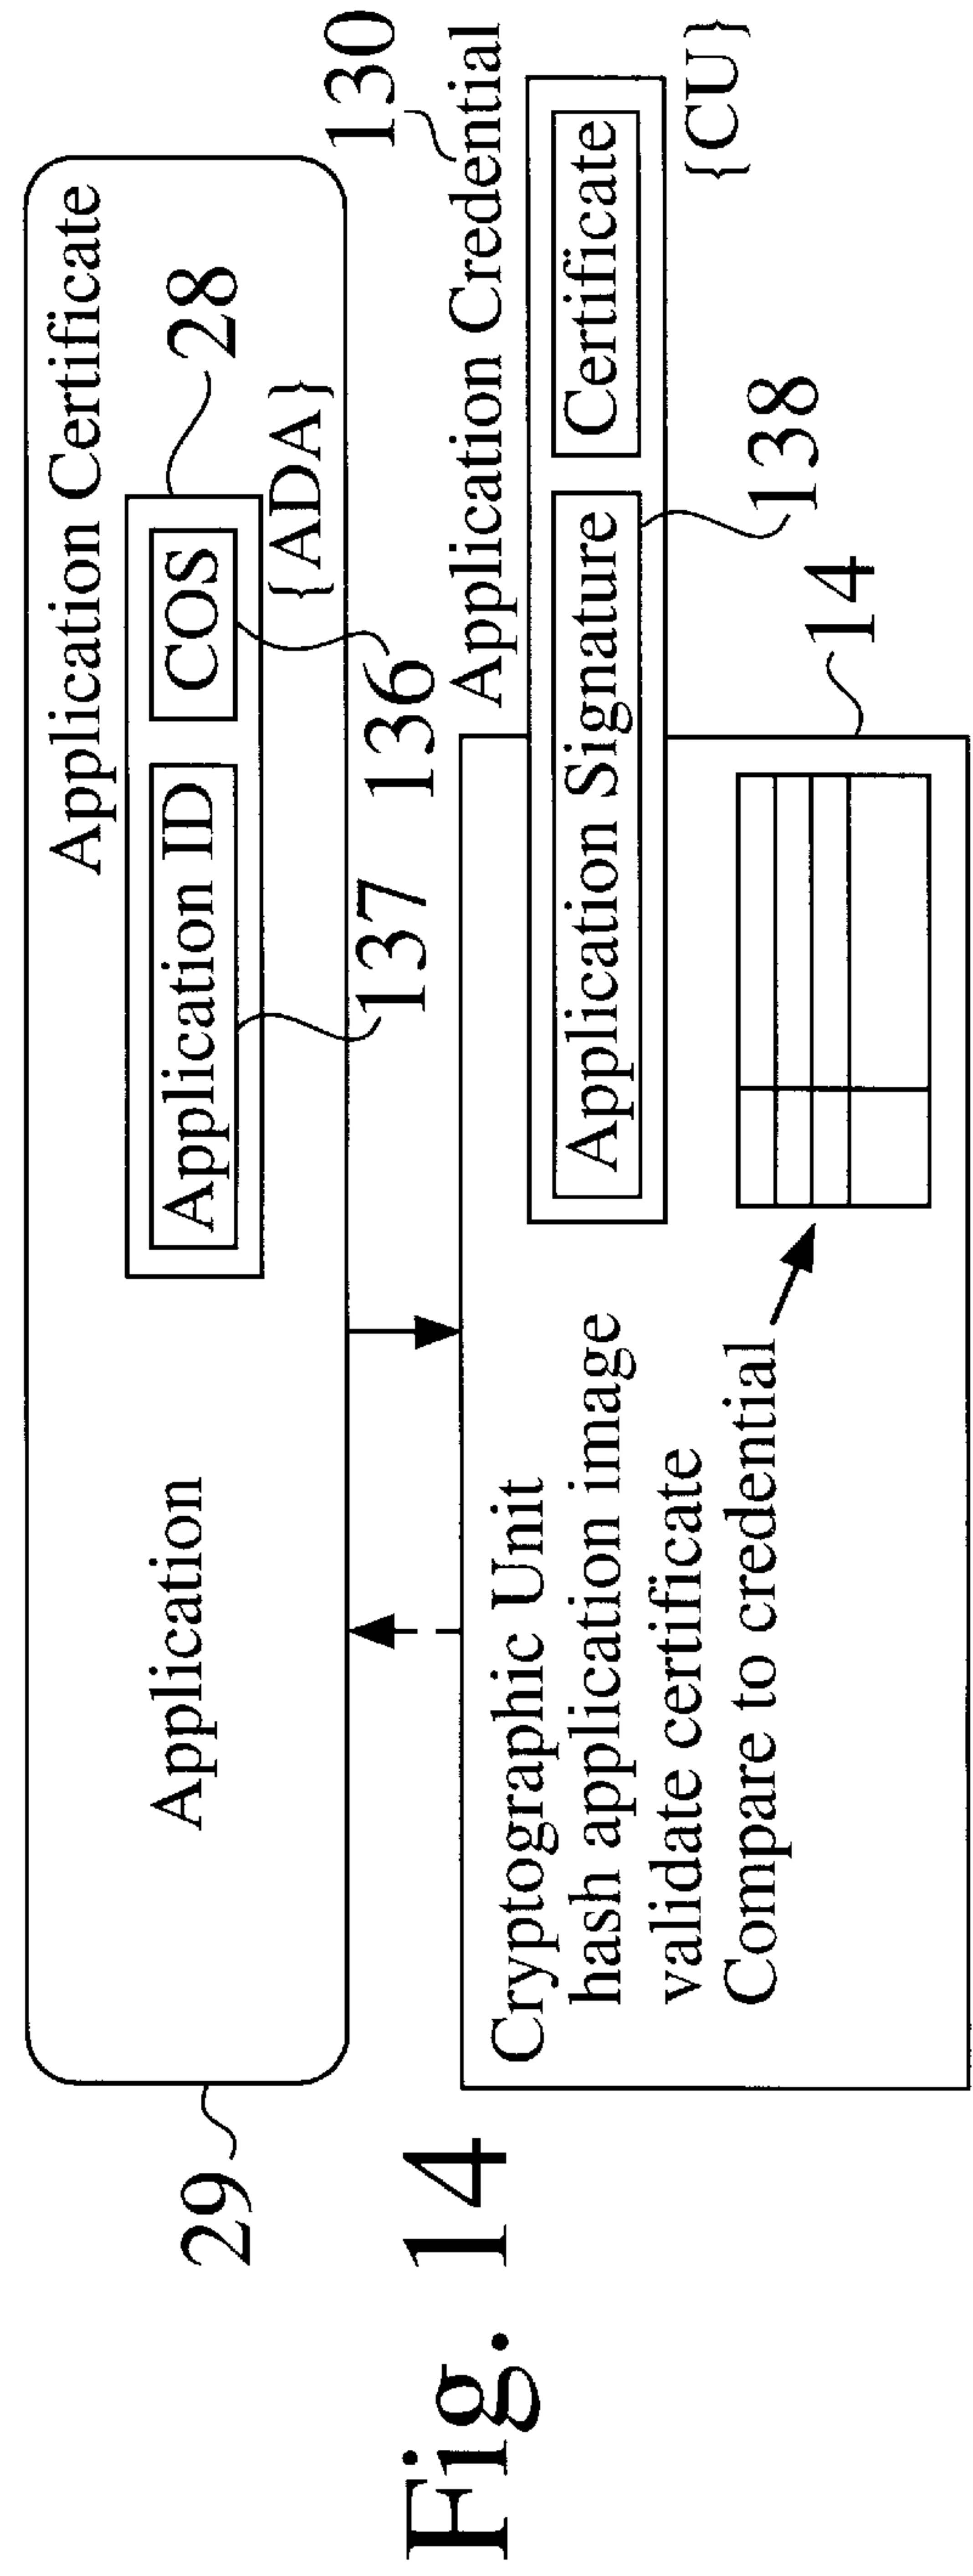 Application Certificate
28
Application
Application ID
COS
{ADA}
29
137
136
130
Application Credential
Cryptographic Unit
hash application image
validate certificate
Compare to credential
Application Signature
Certificate
{CU}
138
14
Fig. 14